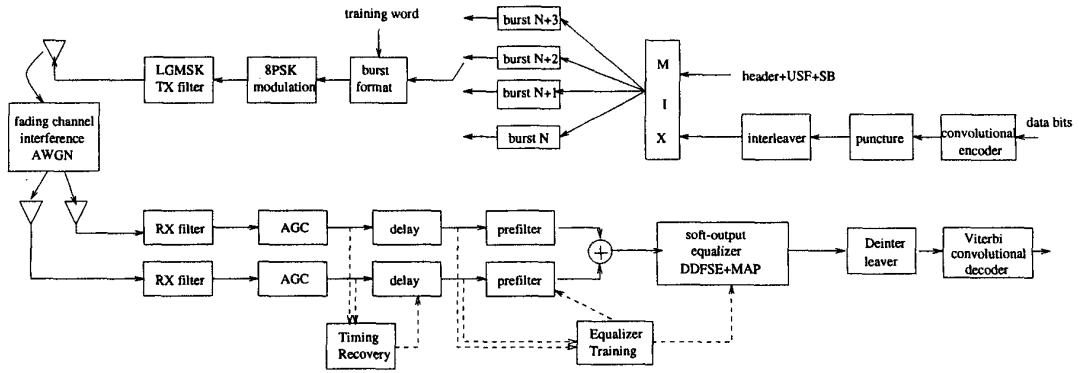 training word
burst N+3
burst N+2
burst N+1
burst N
M
I
X
header+USF+SB
data bits
LGMSK
TX filter
8PSK
modulation
burst
format
interleaver
puncture
convolutional
encoder
fading channel
interference
AWGN
RX filter
AGC
delay
prefilter
soft-output
equalizer
DDFSE+MAP
Deinter
leaver
Viterbi
convolutional
decoder
RX filter
AGC
delay
prefilter
Timing
Recovery
Equalizer
Training